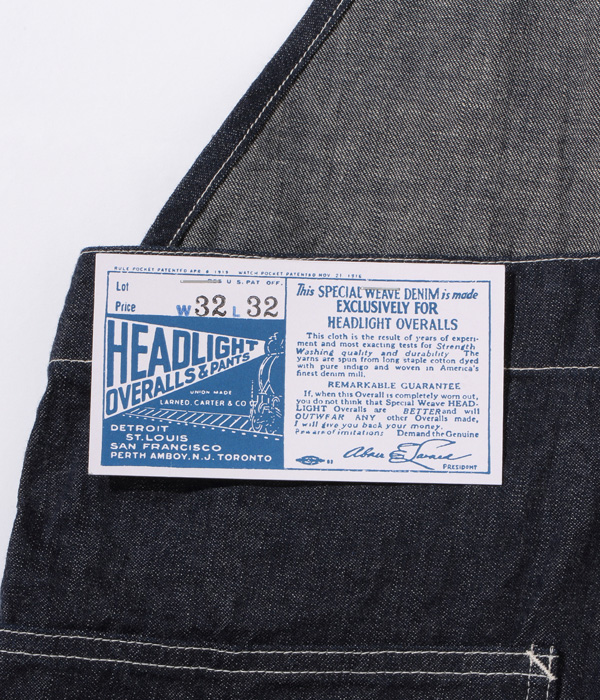 RULE POCKET PATENTED APR 8 1919 WATCH POCKET PATENTED NOV 21 1916
U S. PAT OFF.
Lot
Price W 32 L 32
HEADLIGHT
OVERALLS & PANTS
UNION MADE
LARNED, CARTER & CO
DETROIT
ST. LOUIS
SAN FRANCISCO
PERTH AMBOY. N.J. TORONTO
This SPECIAL WEAVE DENIM is made
EXCLUSIVELY FOR
HEADLIGHT OVERALLS
This cloth is the result of years of experi-
ment and most exacting tests for Strength
Washing quality and durability The
yarns are spun from long staple cotton dyed
with pure indigo and woven in America's
finest denim mill.
REMARKABLE GUARANTEE
If, when this Overall is completely worn out,
you do not think that Special Weave HEAD-
LIGHT Overalls are BETTER and will
OUTWEAR ANY other Overalls made,
I will give you back your money.
Beware of imitations: Demand the Genuine
PRESIDENT